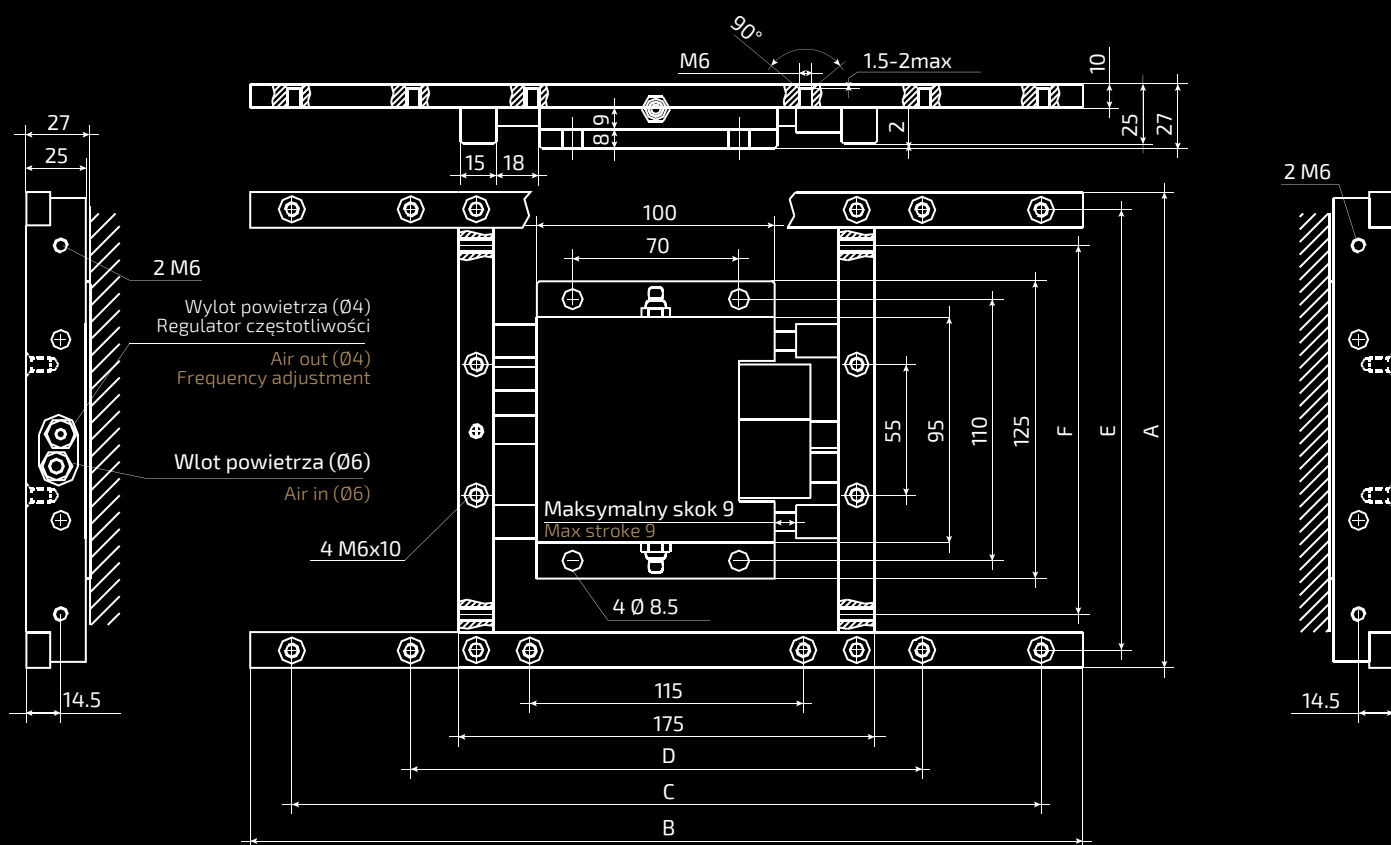 90°
M6
1.5-2max
10
27
25
9
8
2
25
27
15
18
2 M6
100
70
2 M6
Wylot powietrza (Ø4)
Regulator częstotliwości
Air out (Ø4)
Frequency adjustment
55
95
110
125
F
E
A
Wlot powietrza (Ø6)
Air in (Ø6)
Maksymalny skok 9
Max stroke 9
4 M6x10
4 Ø 8.5
14.5
115
14.5
175
D
C
B